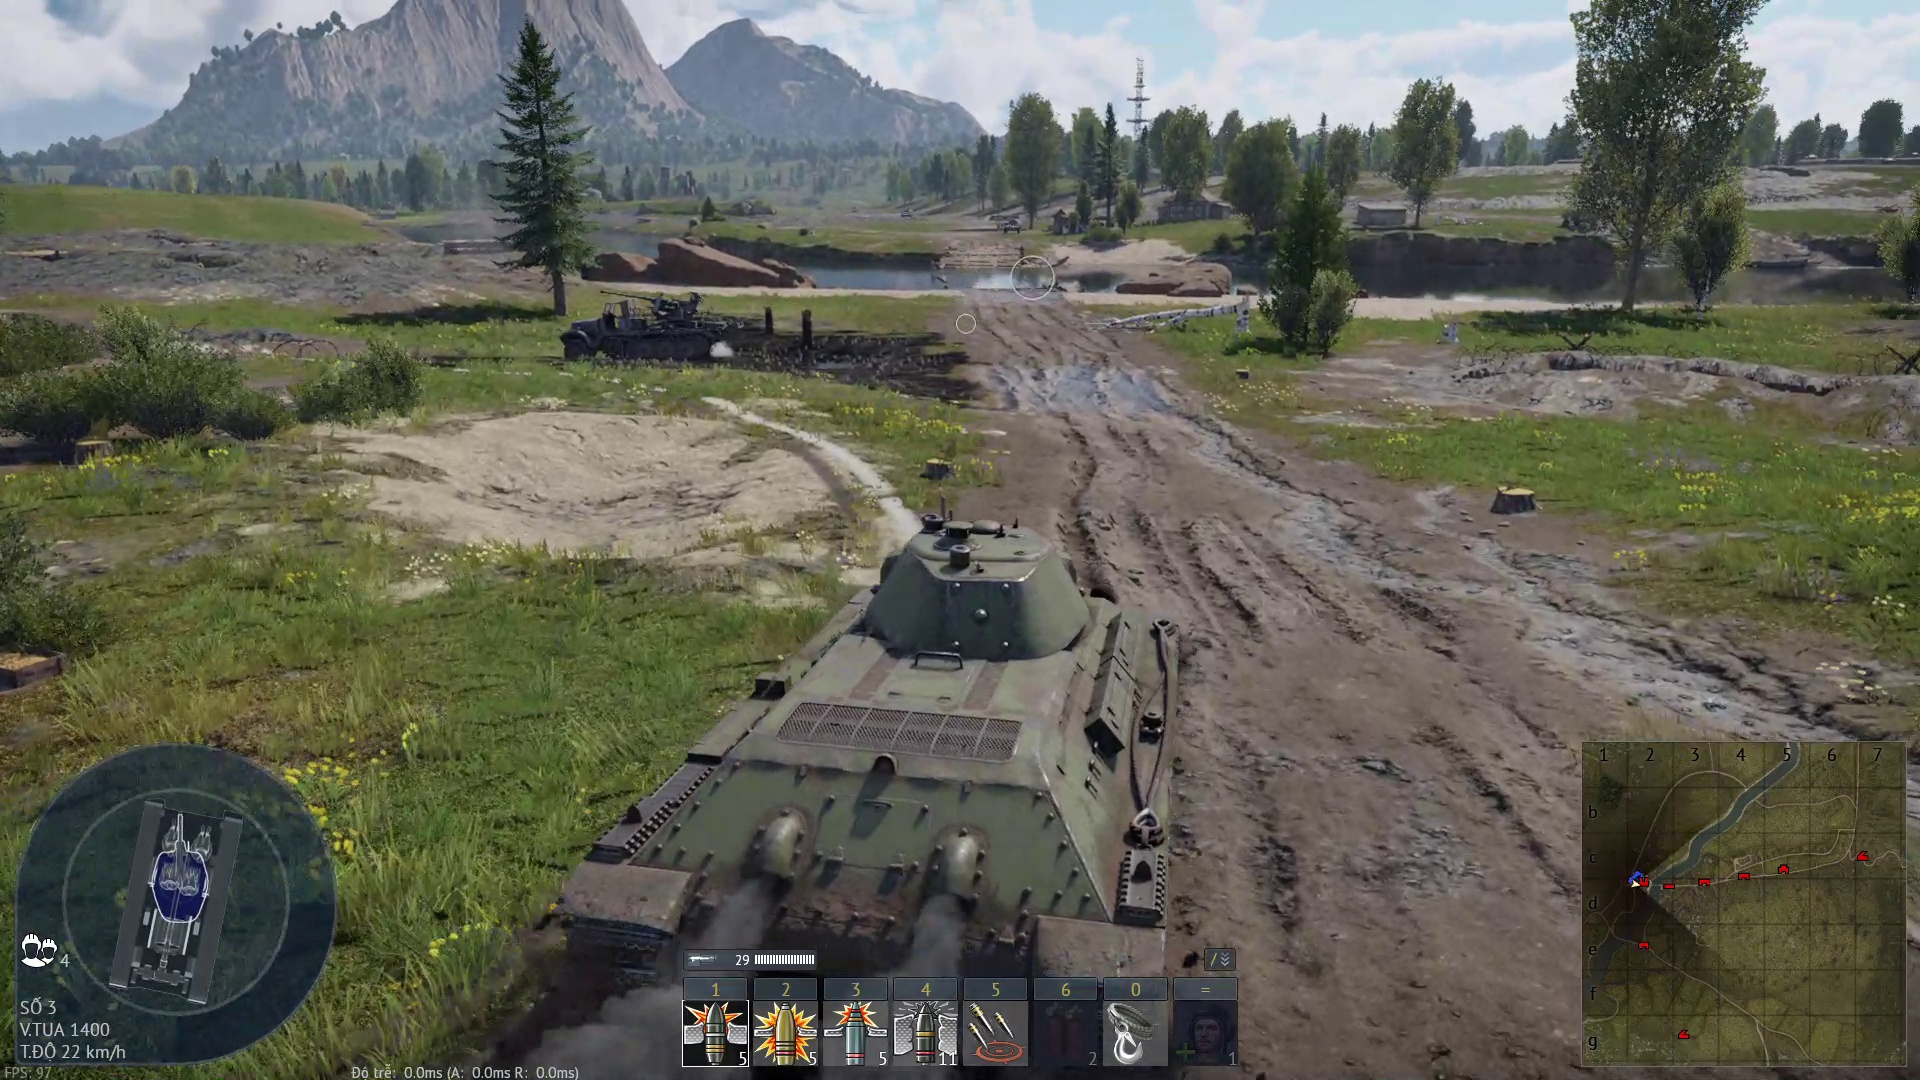 1 2 3 4 5 6 7
b
c
d
e
f
g
4
SỐ 3
V.TUA 1400
T.ĐỘ 22 km/h
FPS: 97
Độ trễ: 0.0ms (A: 0.0ms R: 0.0ms)
29
1 2 3 4 5 6 0 =
5 5 5 11 2 1